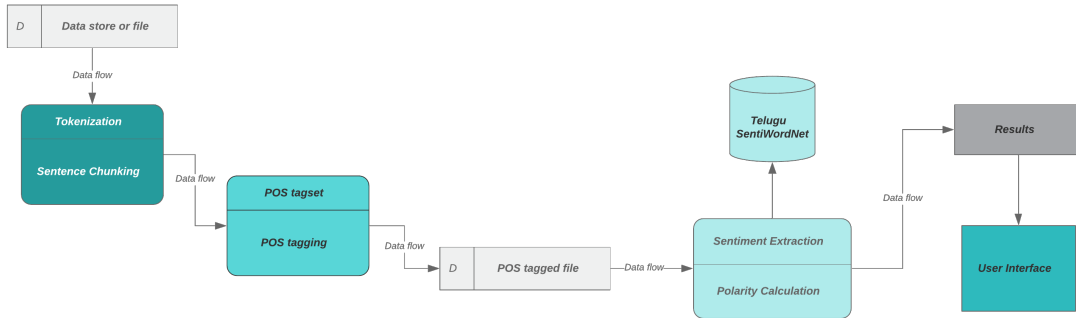 D
Data store or file
Data flow
Tokenization
Sentence Chunking
Data flow
POS tagset
POS tagging
Data flow
D
POS tagged file
Data flow
Telugu
SentiWordNet
Sentiment Extraction
Polarity Calculation
Data flow
Results
User Interface